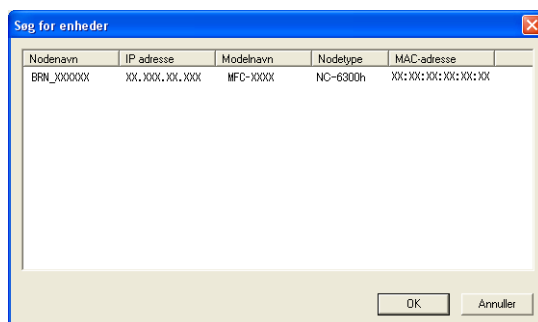 Søg for enheder
Nodenavn IP adresse Modelnavn Nodetype MAC-adresse
BRN_XXXXXX XX.XXX.XX.XXX MFC-XXXX NC-6300h XX:XX:XX:XX:XX:XX
OK Annuller